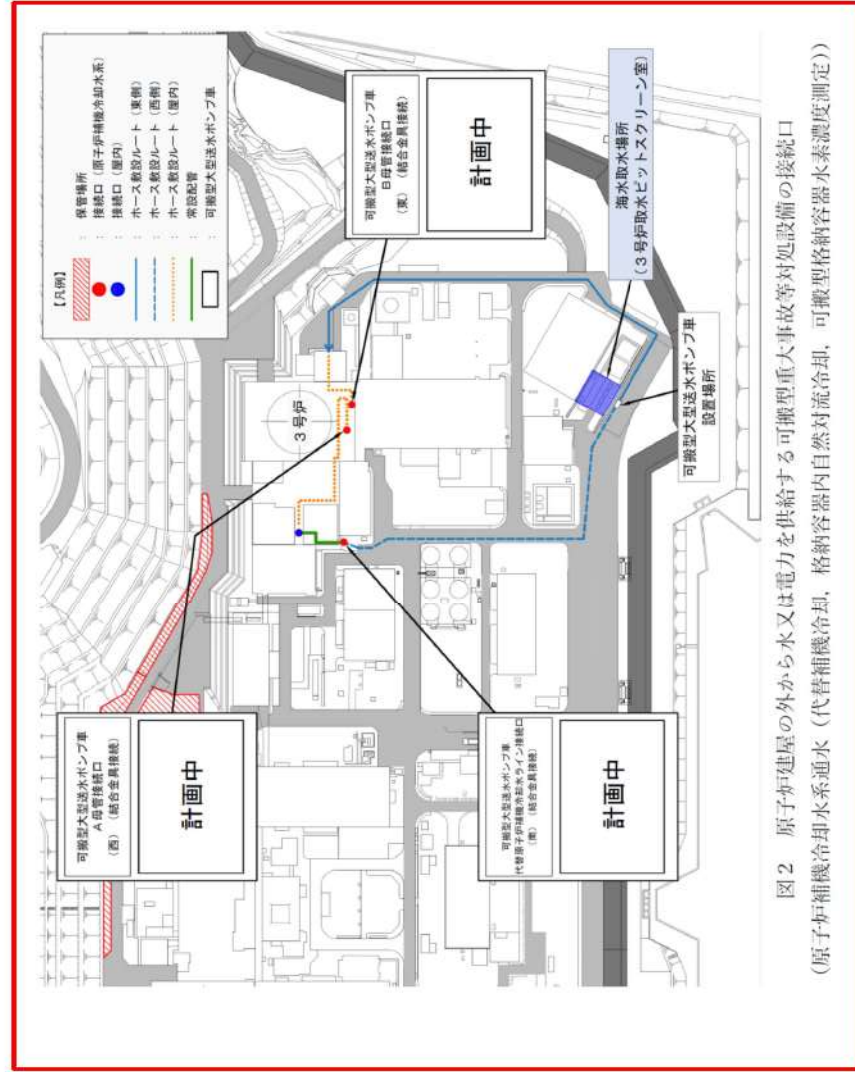 【凡例】
： 保管場所
： 接続口（原子炉補機冷却水系）
： 接続口（屋内）
： ホース敷設ルート（東側）
： ホース敷設ルート（西側）
： ホース敷設ルート（屋内）
： 常設配管
： 可搬型大型送水ポンプ車
可搬型大型送水ポンプ車
A母管接続口
（西）（結合金具接続）
計画中
3号炉
可搬型大型送水ポンプ車
B母管接続口
（東）（結合金具接続）
計画中
可搬型大型送水ポンプ車
代替原子炉補機冷却水ライン接続口
（南）（結合金具接続）
計画中
海水取水場所
（３号炉取水ピットスクリーン室）
可搬型大型送水ポンプ車
設置場所
図２　原子炉建屋の外から水又は電力を供給する可搬型重大事故等対処設備の接続口
（原子炉補機冷却水系通水（代替補機冷却，格納容器内自然対流冷却，可搬型格納容器水素濃度測定））